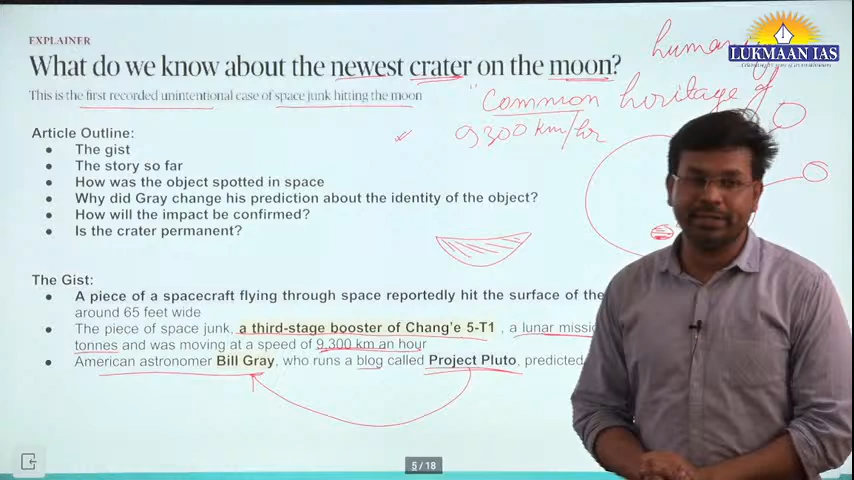 EXPLAINER
What do we know about the newest crater on the moon?
This is the first recorded unintentional case of space junk hitting the moon
human
LUKMAAN IAS
"Common heritage of
9300 km/hr
Article Outline:
• The gist
• The story so far
• How was the object spotted in space
• Why did Gray change his prediction about the identity of the object?
• How will the impact be confirmed?
• Is the crater permanent?
The Gist:
• A piece of a spacecraft flying through space reportedly hit the surface of the
around 65 feet wide
• The piece of space junk, a third-stage booster of Chang'e 5-T1 , a lunar missio
tonnes and was moving at a speed of 9,300 km an hour
• American astronomer Bill Gray, who runs a blog called Project Pluto, predicted
5 / 18